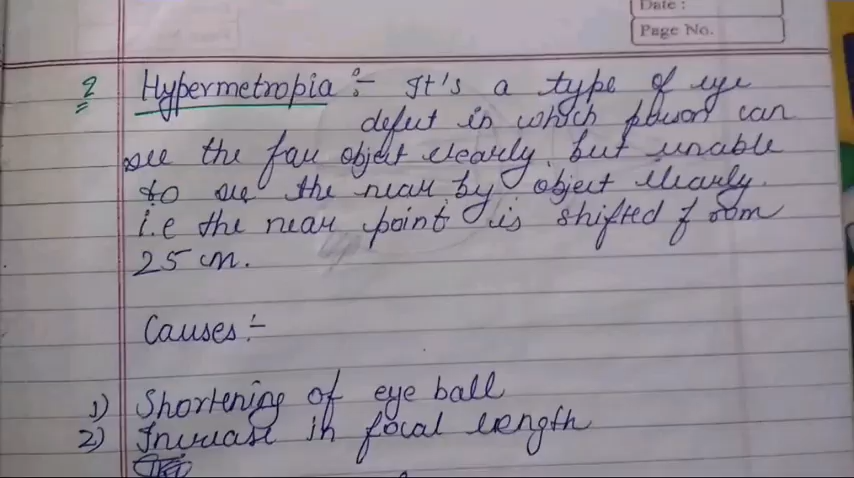 Date :
Page No.
2 Hypermetropia :- It's a type of eye
defect in which person can
see the far object clearly but unable
to see the near by object clearly.
i.e the near point is shifted from
25 cm.
Causes :-
1) Shortening of eye ball
2) Increase in focal length